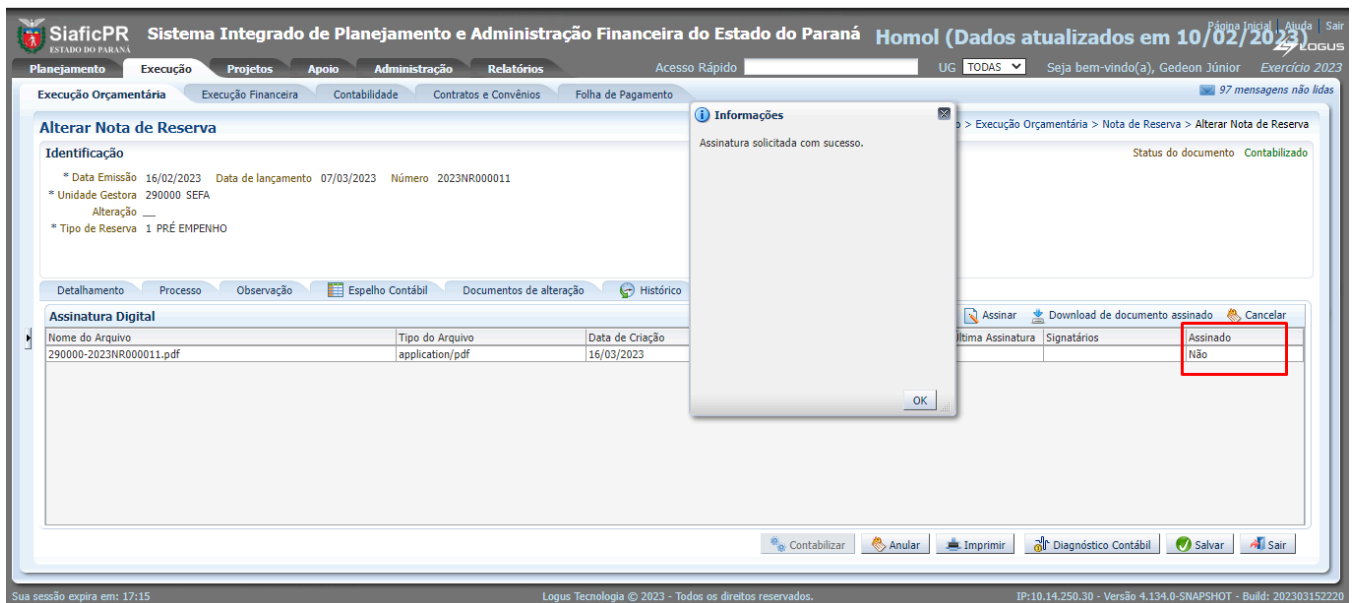 Página Inicial Ajuda Sair
SiaficPR Sistema Integrado de Planejamento e Administração Financeira do Estado do Paraná Homol (Dados atualizados em 10/02/2023)
ESTADO DO PARANÁ
LOGUS
Planejamento Execução Projetos Apoio Administração Relatórios Acesso Rápido UG TODAS Seja bem-vindo(a), Gedeon Júnior Exercício 2023
Execução Orçamentária Execução Financeira Contabilidade Contratos e Convênios Folha de Pagamento 97 mensagens não lidas
Alterar Nota de Reserva > Execução Orçamentária > Nota de Reserva > Alterar Nota de Reserva
Informações
Assinatura solicitada com sucesso.
OK
Identificação Status do documento Contabilizado
* Data Emissão 16/02/2023 Data de lançamento 07/03/2023 Número 2023NR000011
* Unidade Gestora 290000 SEFA
Alteração __
* Tipo de Reserva 1 PRÉ EMPENHO
Detalhamento Processo Observação Espelho Contábil Documentos de alteração Histórico
Assinatura Digital Assinar Download de documento assinado Cancelar
Nome do Arquivo Tipo do Arquivo Data de Criação Assinatura Signatários Assinado
290000-2023NR000011.pdf application/pdf 16/03/2023 Não
Contabilizar Anular Imprimir Diagnóstico Contábil Salvar Sair
Sua sessão expira em: 17:15 Logus Tecnologia © 2023 - Todos os direitos reservados. IP:10.14.250.30 - Versão 4.134.0-SNAPSHOT - Build: 202303152220